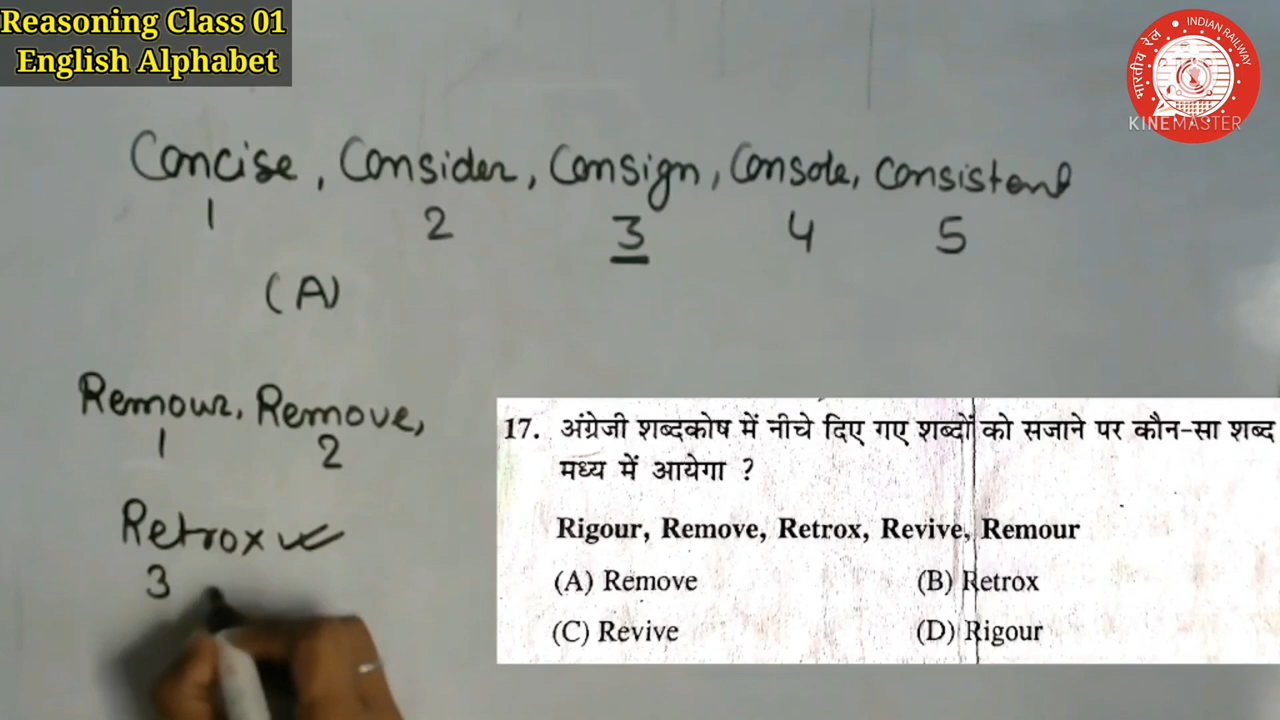 Reasoning Class 01
English Alphabet
भारतीय रेल
INDIAN RAILWAY
KINEMASTER
Concise, Consider, Consign, Console, Consistent
1 2 3 4 5
(A)
Remour, Remove,
1 2
Retrox
3
17. अंग्रेजी शब्दकोष में नीचे दिए गए शब्दों को सजाने पर कौन-सा शब्द
मध्य में आयेगा ?
Rigour, Remove, Retrox, Revive, Remour
(A) Remove (B) Retrox
(C) Revive (D) Rigour